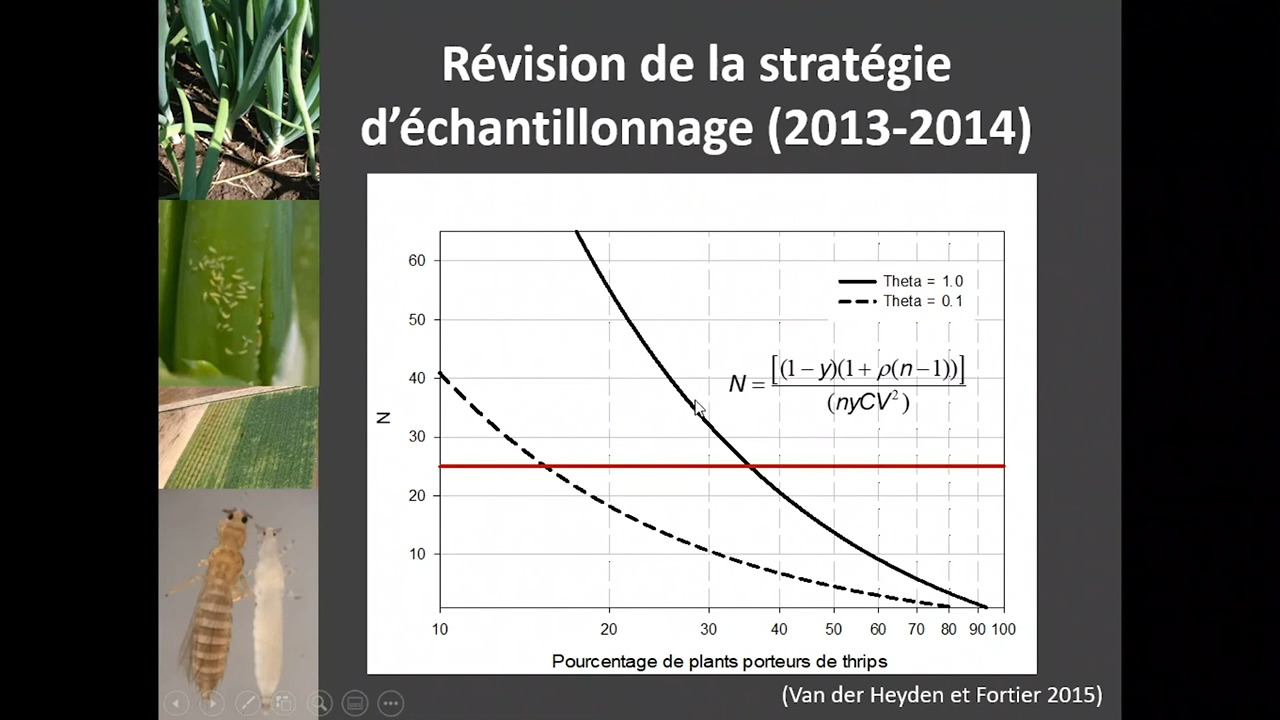 Révision de la stratégie
d'échantillonnage (2013-2014)
60
50
40
30
20
10
N
Theta = 1.0
Theta = 0.1
N = [(1 − y)(1 + ρ(n − 1))] / (nyCV²)
10 20 30 40 50 60 70 80 90 100
Pourcentage de plants porteurs de thrips
(Van der Heyden et Fortier 2015)